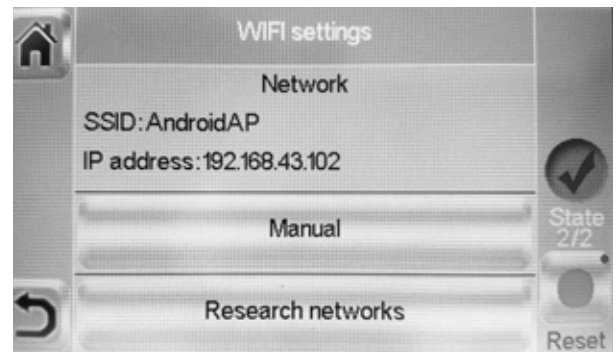 WIFI settings
Network
SSID:AndroidAP
IP address:192.168.43.102
Manual
State
2/2
Research networks
Reset